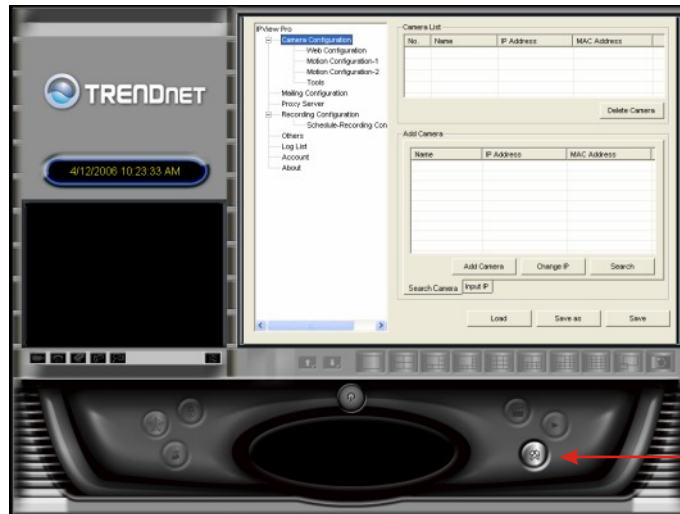 TRENDNET
4/12/2006 10:23:33 AM
IPView Pro
Camera Configuration
Web Configuration
Motion Configuration-1
Motion Configuration-2
Tools
Mailing Configuration
Proxy Server
Recording Configuration
Schedule-Recording Con
Others
Log List
Account
About
Camera List
No. Name IP Address MAC Address
Delete Camera
Add Camera
Name IP Address MAC Address
Add Camera Change IP Search
Search Camera Input IP
Load Save as Save